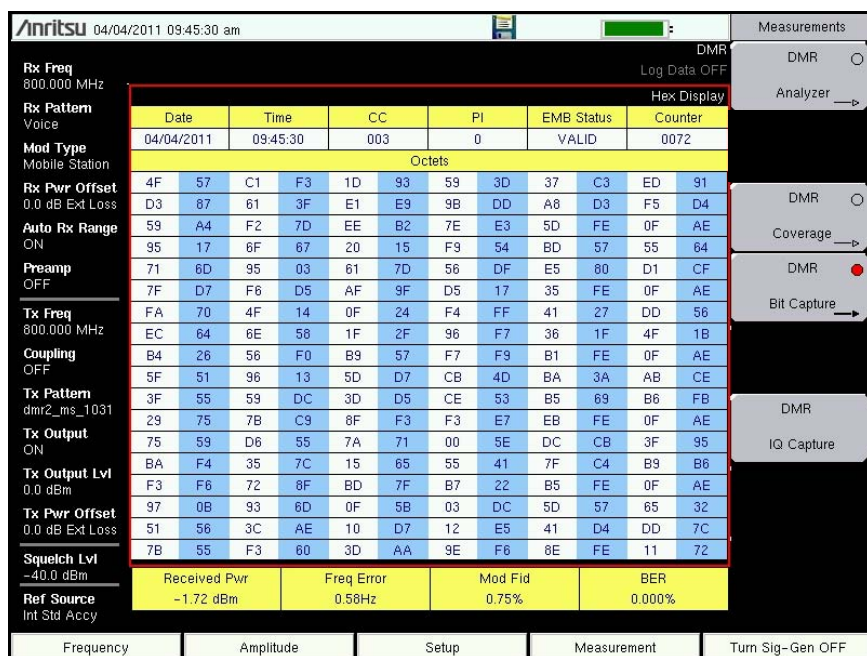 Anritsu 04/04/2011 09:45:30 am
DMR
Log Data OFF
Hex Display
Rx Freq
800.000 MHz
Rx Pattern
Voice
Mod Type
Mobile Station
Rx Pwr Offset
0.0 dB Ext Loss
Auto Rx Range
ON
Preamp
OFF
Tx Freq
800.000 MHz
Coupling
OFF
Tx Pattern
dmr2_ms_1031
Tx Output
ON
Tx Output Lvl
0.0 dBm
Tx Pwr Offset
0.0 dB Ext Loss
Squelch Lvl
-40.0 dBm
Ref Source
Int Std Accy
Date Time CC PI EMB Status Counter
04/04/2011 09:45:30 003 0 VALID 0072
Octets
4F 57 C1 F3 1D 93 59 3D 37 C3 ED 91
D3 87 61 3F E1 E9 9B DD A8 D3 F5 D4
59 A4 F2 7D EE B2 7E E3 5D FE 0F AE
95 17 6F 67 20 15 F9 54 BD 57 55 64
71 6D 95 03 61 7D 56 DF E5 80 D1 CF
7F D7 F6 D5 AF 9F D5 17 35 FE 0F AE
FA 70 4F 14 0F 24 F4 FF 41 27 DD 56
EC 64 6E 58 1F 2F 96 F7 36 1F 4F 1B
B4 26 56 F0 B9 57 F7 F9 B1 FE 0F AE
5F 51 96 13 5D D7 CB 4D BA 3A AB CE
3F 55 59 DC 3D D5 CE 53 B5 69 B6 FB
29 75 7B C9 8F F3 F3 E7 EB FE 0F AE
75 59 D6 55 7A 71 00 5E DC CB 3F 95
BA F4 35 7C 15 65 55 41 7F C4 B9 B6
F3 F6 72 8F BD 7F B7 22 B5 FE 0F AE
97 0B 93 6D 0F 5B 03 DC 5D 57 65 32
51 56 3C AE 10 D7 12 E5 41 D4 DD 7C
7B 55 F3 60 3D AA 9E F6 8E FE 11 72
Received Pwr Freq Error Mod Fid BER
-1.72 dBm 0.58Hz 0.75% 0.000%
Measurements
DMR
Analyzer
DMR
Coverage
DMR
Bit Capture
DMR
IQ Capture
Frequency Amplitude Setup Measurement Turn Sig-Gen OFF